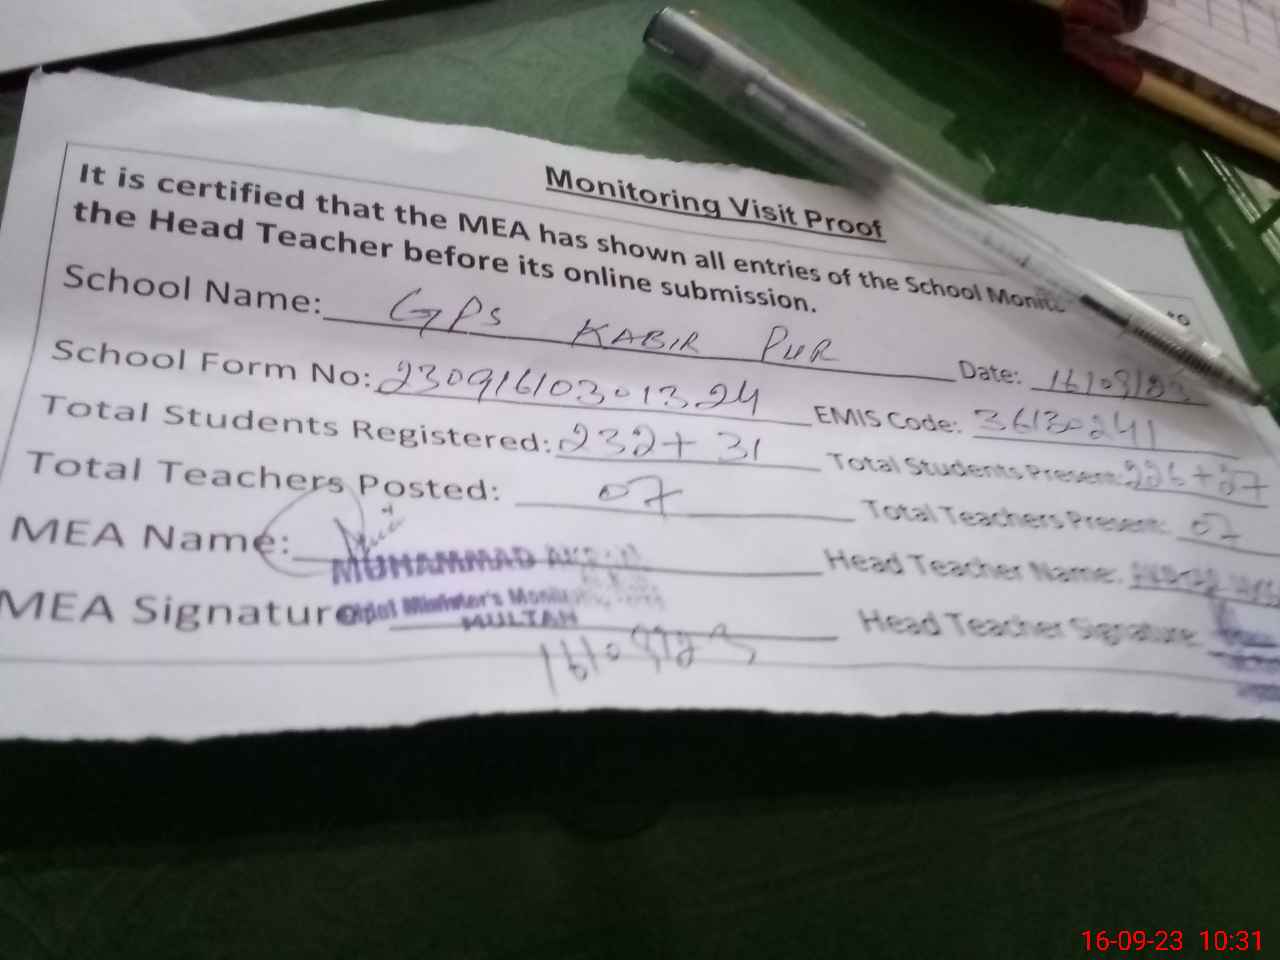 Monitoring Visit Proof
It is certified that the MEA has shown all entries of the School
the Head Teacher before its online submission.
School Name: GPS KABIR PUR Date: 16/09/23
School Form No: 23091610301324 EMIS Code: 36130241
Total Students Registered: 232+31 Total Students Present: 226+27
Total Teachers Posted: 07 Total Teachers Present: 07
MEA Name: MUHAMMAD Head Teacher Name:
MEA Signature Minister's Head Teacher Signature:
MULTAN
16/09/23
16-09-23 10:31